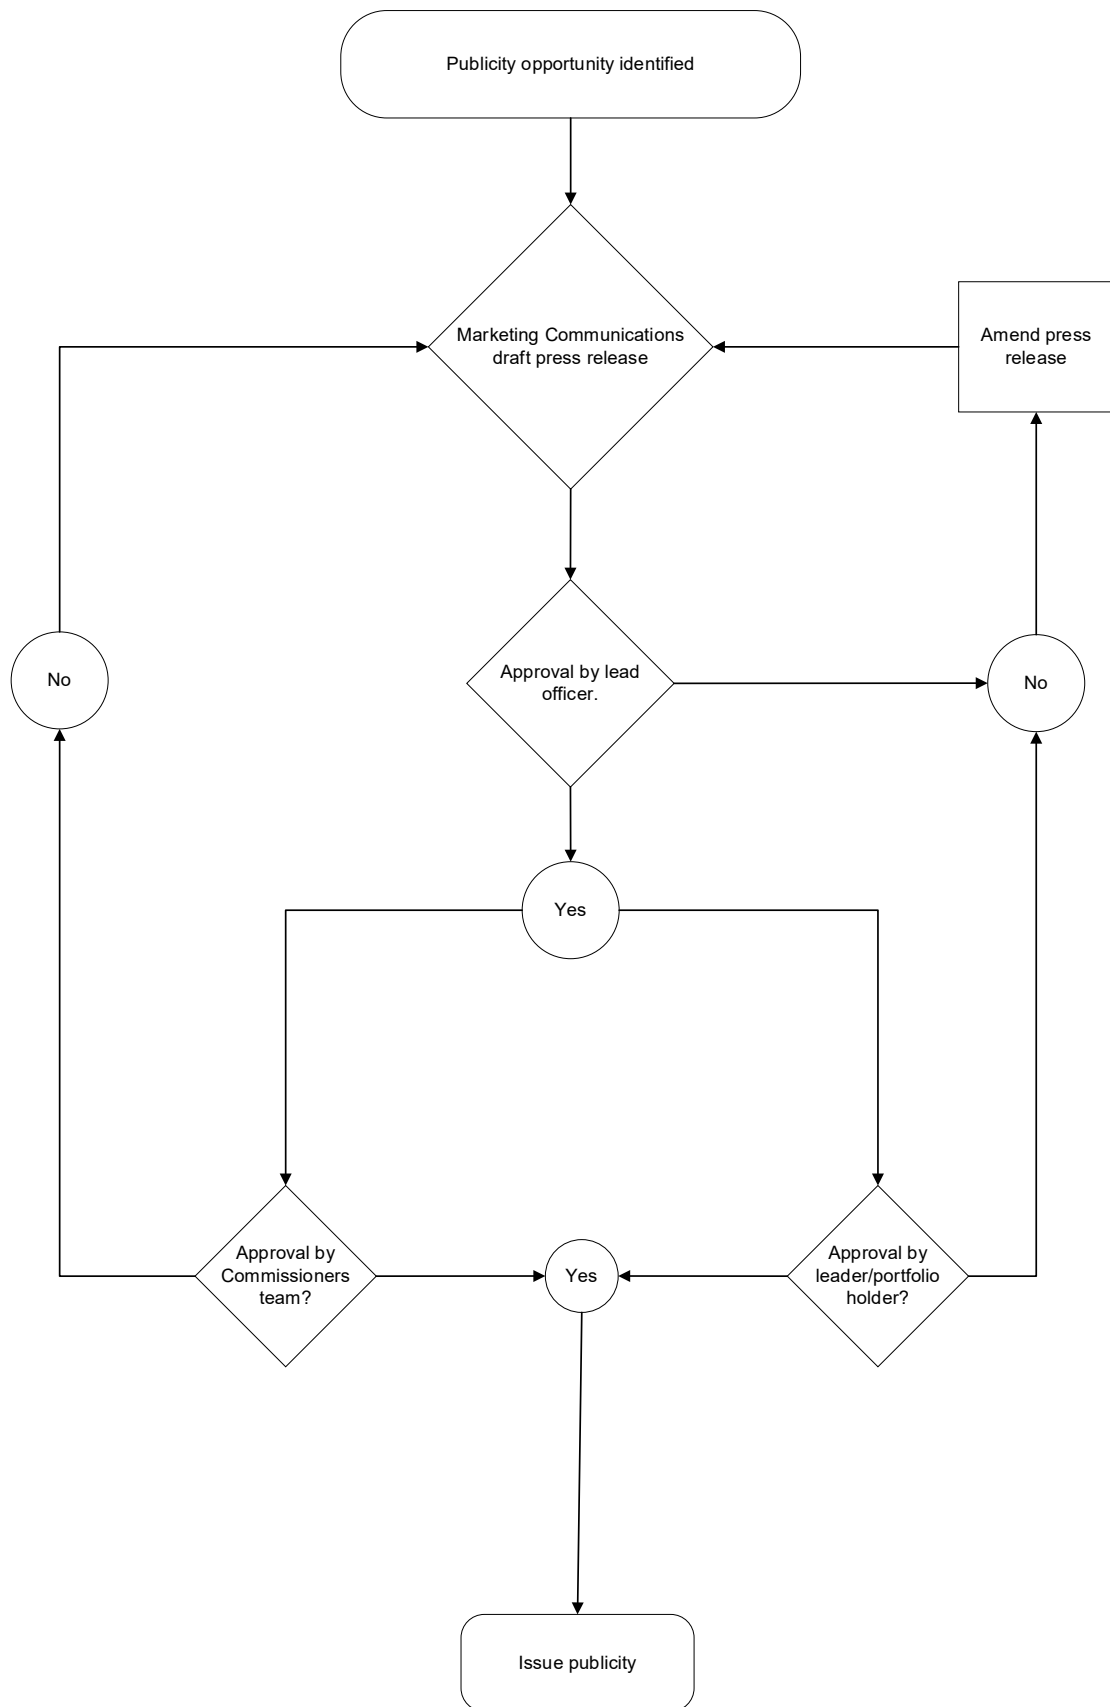 Publicity opportunity identified
Marketing Communications
draft press release
Amend press
release
No
Approval by lead
officer.
No
Yes
Approval by
Commissioners
team?
Yes
Approval by
leader/portfolio
holder?
Issue publicity